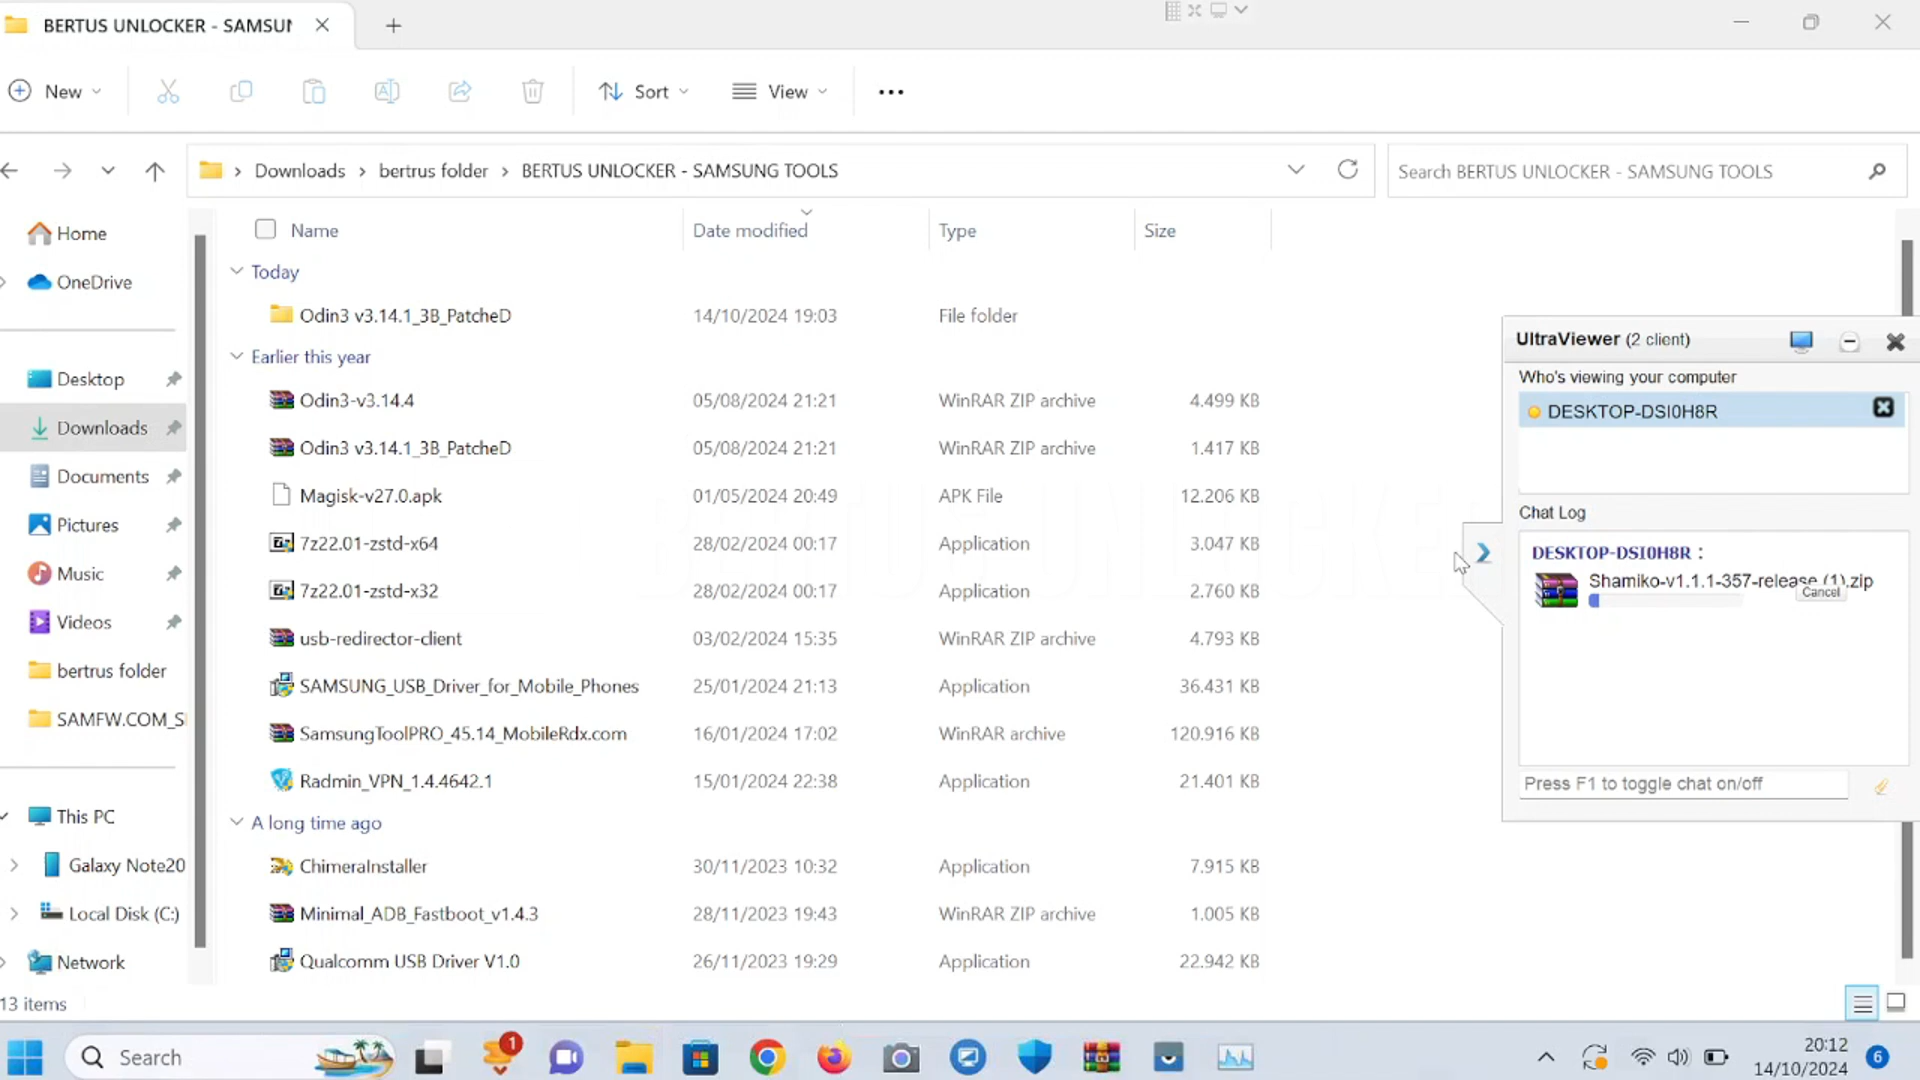 BERTUS UNLOCKER - SAMSU
New
Sort
View
Downloads > bertrus folder > BERTUS UNLOCKER - SAMSUNG TOOLS
Search BERTUS UNLOCKER - SAMSUNG TOOLS
Name Date modified Type Size
Today
Odin3 v3.14.1_3B_PatcheD 14/10/2024 19:03 File folder
Earlier this year
Odin3-v3.14.4 05/08/2024 21:21 WinRAR ZIP archive 4.499 KB
Odin3 v3.14.1_3B_PatcheD 05/08/2024 21:21 WinRAR ZIP archive 1.417 KB
Magisk-v27.0.apk 01/05/2024 20:49 APK File 12.206 KB
7z22.01-zstd-x64 28/02/2024 00:17 Application 3.047 KB
7z22.01-zstd-x32 28/02/2024 00:17 Application 2.760 KB
usb-redirector-client 03/02/2024 15:35 WinRAR ZIP archive 4.793 KB
SAMSUNG_USB_Driver_for_Mobile_Phones 25/01/2024 21:13 Application 36.431 KB
SamsungToolPRO_45.14_MobileRdx.com 16/01/2024 17:02 WinRAR archive 120.916 KB
Radmin_VPN_1.4.4642.1 15/01/2024 22:38 Application 21.401 KB
A long time ago
ChimeraInstaller 30/11/2023 10:32 Application 7.915 KB
Minimal_ADB_Fastboot_v1.4.3 28/11/2023 19:43 WinRAR ZIP archive 1.005 KB
Qualcomm USB Driver V1.0 26/11/2023 19:29 Application 22.942 KB
Home
OneDrive
Desktop
Downloads
Documents
Pictures
Music
Videos
bertrus folder
SAMFW.COM_S
This PC
Galaxy Note20
Local Disk (C:)
Network
13 items
UltraViewer (2 client)
Who's viewing your computer
DESKTOP-DSI0H8R
Chat Log
DESKTOP-DSI0H8R :
Shamiko-v1.1.1-357-release (1).zip
Cancel
Press F1 to toggle chat on/off
BERTUS UNLOCKER
Search
1
20:12
14/10/2024
6